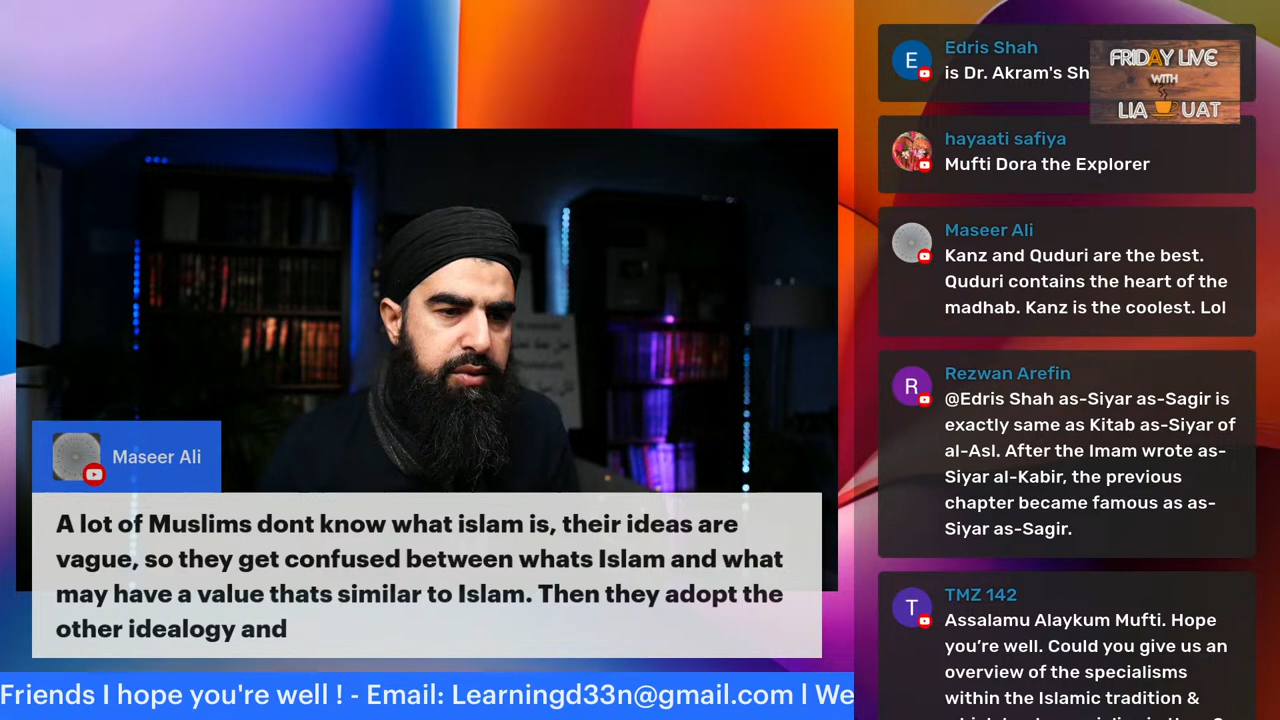 Edris Shah
is Dr. Akram's Sh
FRIDAY LIVE
WITH
LIA UAT
hayaati safiya
Mufti Dora the Explorer
Maseer Ali
Kanz and Quduri are the best.
Quduri contains the heart of the
madhab. Kanz is the coolest. Lol
Rezwan Arefin
@Edris Shah as-Siyar as-Sagir is
exactly same as Kitab as-Siyar of
al-Asl. After the Imam wrote as-
Siyar al-Kabir, the previous
chapter became famous as as-
Siyar as-Sagir.
TMZ 142
Assalamu Alaykum Mufti. Hope
you're well. Could you give us an
overview of the specialisms
within the Islamic tradition &
Maseer Ali
A lot of Muslims dont know what islam is, their ideas are
vague, so they get confused between whats Islam and what
may have a value thats similar to Islam. Then they adopt the
other idealogy and
Friends I hope you're well ! - Email: Learningd33n@gmail.com l We